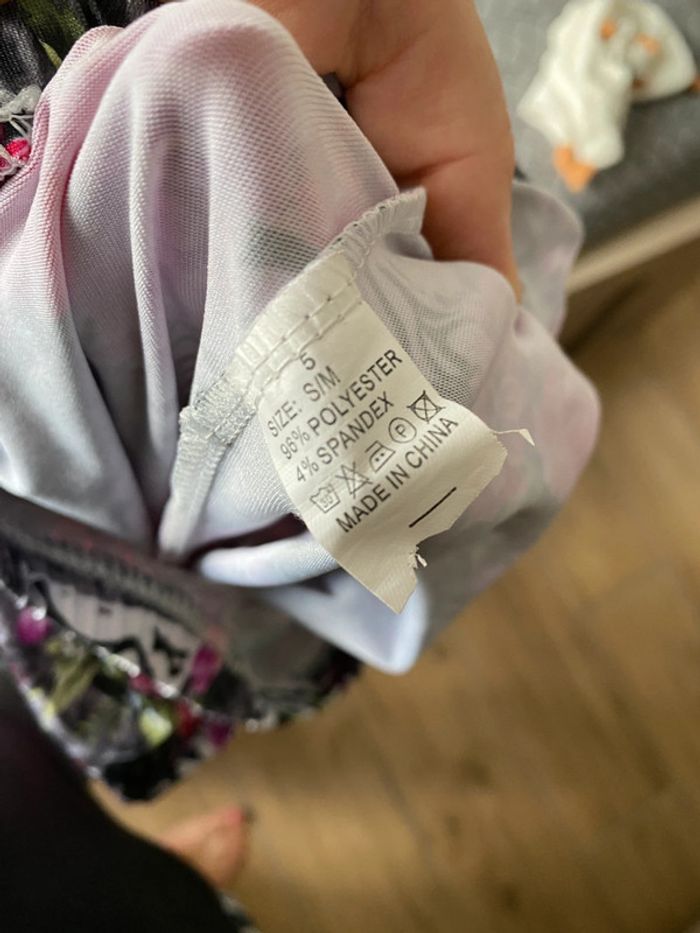 5
SIZE: S/M
96% POLYESTER
4% SPANDEX
P
MADE IN CHINA